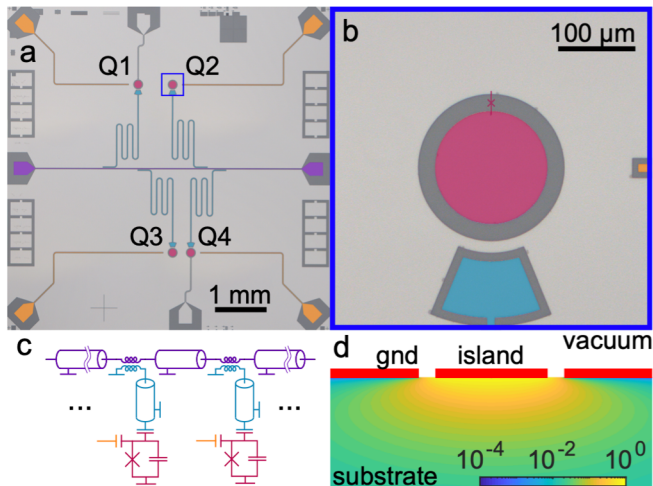 a
Q1
Q2
Q3
Q4
1 mm
b
100 µm
c
...
...
d
vacuum
gnd
island
substrate
10⁻⁴
10⁻²
10⁰